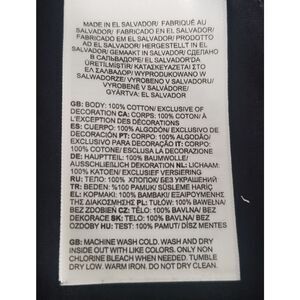 MADE IN EL SALVADOR/ FABRIQUÉ AU
SALVADOR/ FABRICADO EN EL SALVADOR/
FABRICADO EM EL SALVADOR/ PRODOTTO
AD EL SALVADOR/ HERGESTELLT IN EL
SALVADOR/ GEMAAKT IN EL SALVADOR/ СДЕЛАНО
В САЛЬВАДОРЕ/ EL SALVADOR'DA
ÜRETİLMİŞTİR/ ΚΑΤΑΣΚΕΥΑΖΕΤΑΙ ΣΤΟ
ΕΛ ΣΑΛΒΑΔΟΡ/ WYPRODUKOWANO W
SALWADORZE/ VYROBENO V SALVADORU/
VYROBENÉ V SALVÁDORE/
GYÁRTVA: EL SALVADOR
GB: BODY: 100% COTTON/ EXCLUSIVE OF
DECORATION CA: CORPS: 100% COTON/ À
L'EXCEPTION DES DÉCORATIONS
ES: CUERPO: 100% ALGODÓN/ EXCLUSIVO DE
DECORACIÓN PT: CORPO: 100% ALGODÃO/
EXCLUSIVO PARA DECORAÇÃO IT: CORPO:
100% COTONE/ ESCLUSA LA DECORAZIONE
DE: HAUPTTEIL: 100% BAUMWOLLE/
AUSSCHLIEßLICH DEKORATION NL: LICHAAM:
100% KATOEN/ EXCLUSIEF VERSIERING
RU: ТЕЛО: 100% ХЛОПОК/ БЕЗ УКРАШЕНИЙ
TR: BEDEN: %100 PAMUK/ SÜSLEME HARİÇ
EL: ΚΟΡΜΑΚΙ: 100% ΒΑΜΒΑΚΙ/ ΕΞΑΙΡΟΥΜΕΝΗΣ
ΤΗΣ ΔΙΑΚΟΣΜΗΣΗΣ PL: TUŁÓW: 100% BAWEŁNA/
BEZ ZDOBIEŃ CZ: TĚLO: 100% BAVLNA/ BEZ
DEKORACE SK: TELO: 100% BAVLNA/ BEZ
OZDOBY HU: TEST: 100% PAMUT/ DÍSZ MENTES
GB: MACHINE WASH COLD. WASH AND DRY
INSIDE OUT WITH LIKE COLORS. ONLY NON
CHLORINE BLEACH WHEN NEEDED. TUMBLE
DRY LOW. WARM IRON. DO NOT DRY CLEAN.